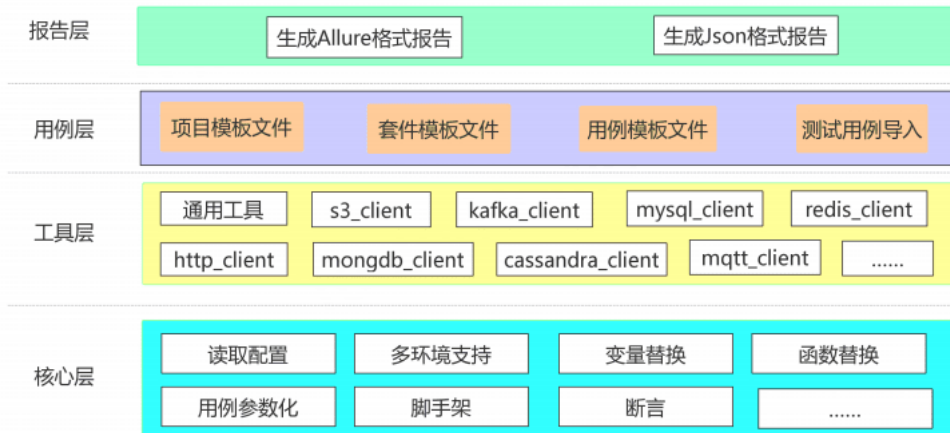 报告层
生成Allure格式报告 生成Json格式报告
用例层
项目模板文件 套件模板文件 用例模板文件 测试用例导入
工具层
通用工具 s3_client kafka_client mysql_client redis_client
http_client mongdb_client cassandra_client mqtt_client ......
核心层
读取配置 多环境支持 变量替换 函数替换
用例参数化 脚手架 断言 ......